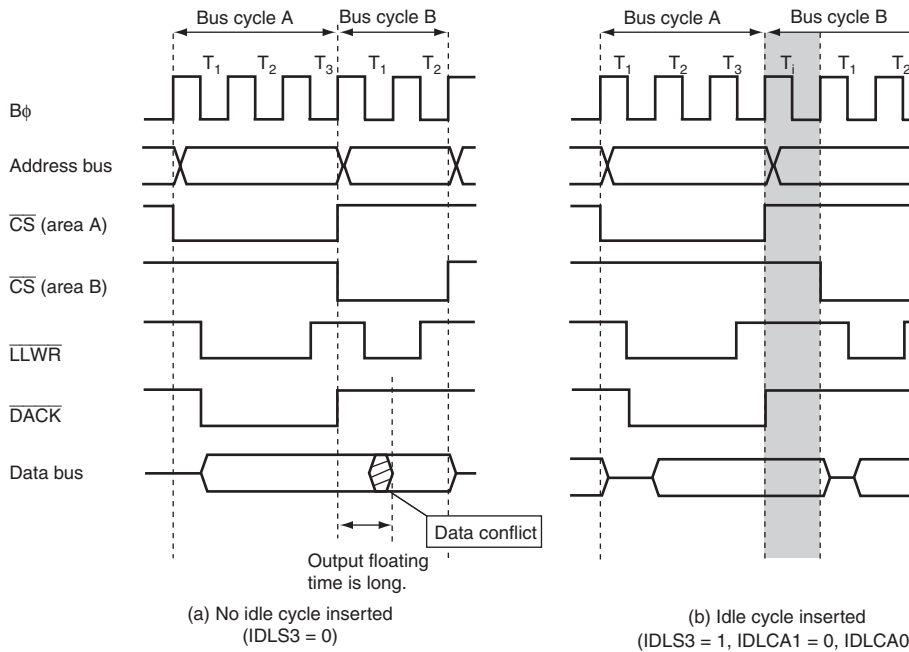 Bus cycle A Bus cycle B Bus cycle A Bus cycle B
T1 T2 T3 T1 T2 T1 T2 T3 Ti T1 T2
Bϕ
Address bus
CS (area A)
CS (area B)
LLWR
DACK
Data bus
Data conflict
Output floating
time is long.
(a) No idle cycle inserted
(IDLS3 = 0)
(b) Idle cycle inserted
(IDLS3 = 1, IDLCA1 = 0, IDLCA0